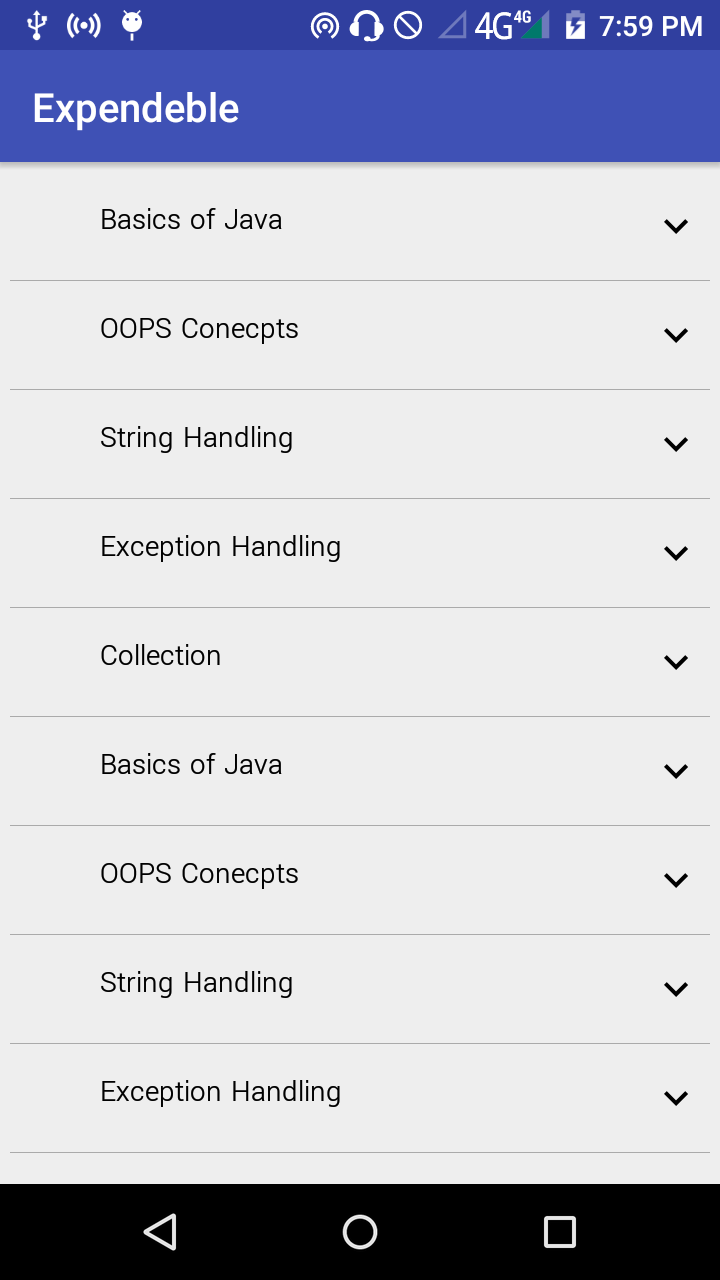 4G 4G 7:59 PM
Expendeble
Basics of Java
OOPS Conecpts
String Handling
Exception Handling
Collection
Basics of Java
OOPS Conecpts
String Handling
Exception Handling